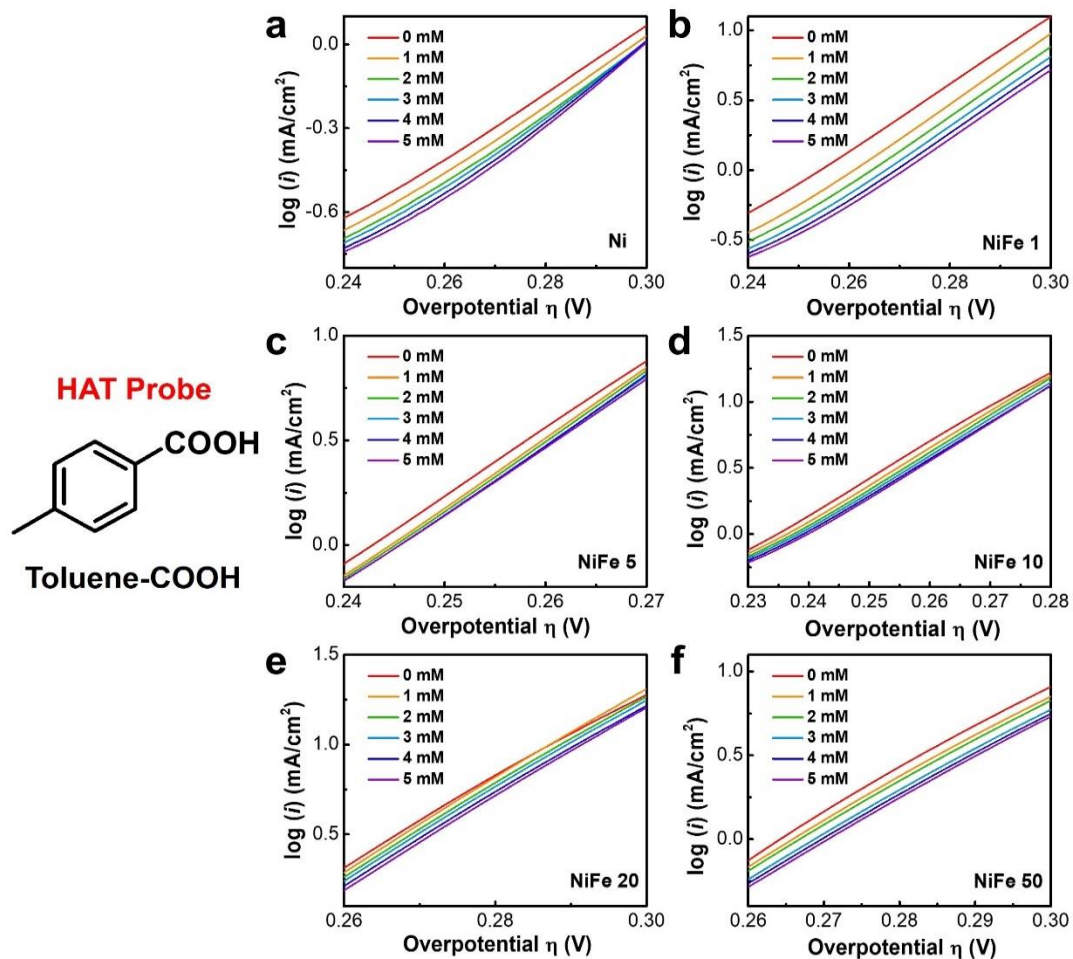 HAT Probe
COOH
Toluene-COOH
a
0 mM
1 mM
2 mM
3 mM
4 mM
5 mM
0.0
-0.3
-0.6
log (i) (mA/cm²)
Ni
0.24 0.26 0.28 0.30
Overpotential η (V)
b
0 mM
1 mM
2 mM
3 mM
4 mM
5 mM
1.0
0.5
0.0
-0.5
log (i) (mA/cm²)
NiFe 1
0.24 0.26 0.28 0.30
Overpotential η (V)
c
0 mM
1 mM
2 mM
3 mM
4 mM
5 mM
1.0
0.5
0.0
log (i) (mA/cm²)
NiFe 5
0.24 0.25 0.26 0.27
Overpotential η (V)
d
0 mM
1 mM
2 mM
3 mM
4 mM
5 mM
1.5
1.0
0.5
0.0
log (i) (mA/cm²)
NiFe 10
0.23 0.24 0.25 0.26 0.27 0.28
Overpotential η (V)
e
0 mM
1 mM
2 mM
3 mM
4 mM
5 mM
1.5
1.0
0.5
log (i) (mA/cm²)
NiFe 20
0.26 0.28 0.30
Overpotential η (V)
f
0 mM
1 mM
2 mM
3 mM
4 mM
5 mM
1.0
0.5
0.0
log (i) (mA/cm²)
NiFe 50
0.26 0.27 0.28 0.29 0.30
Overpotential η (V)